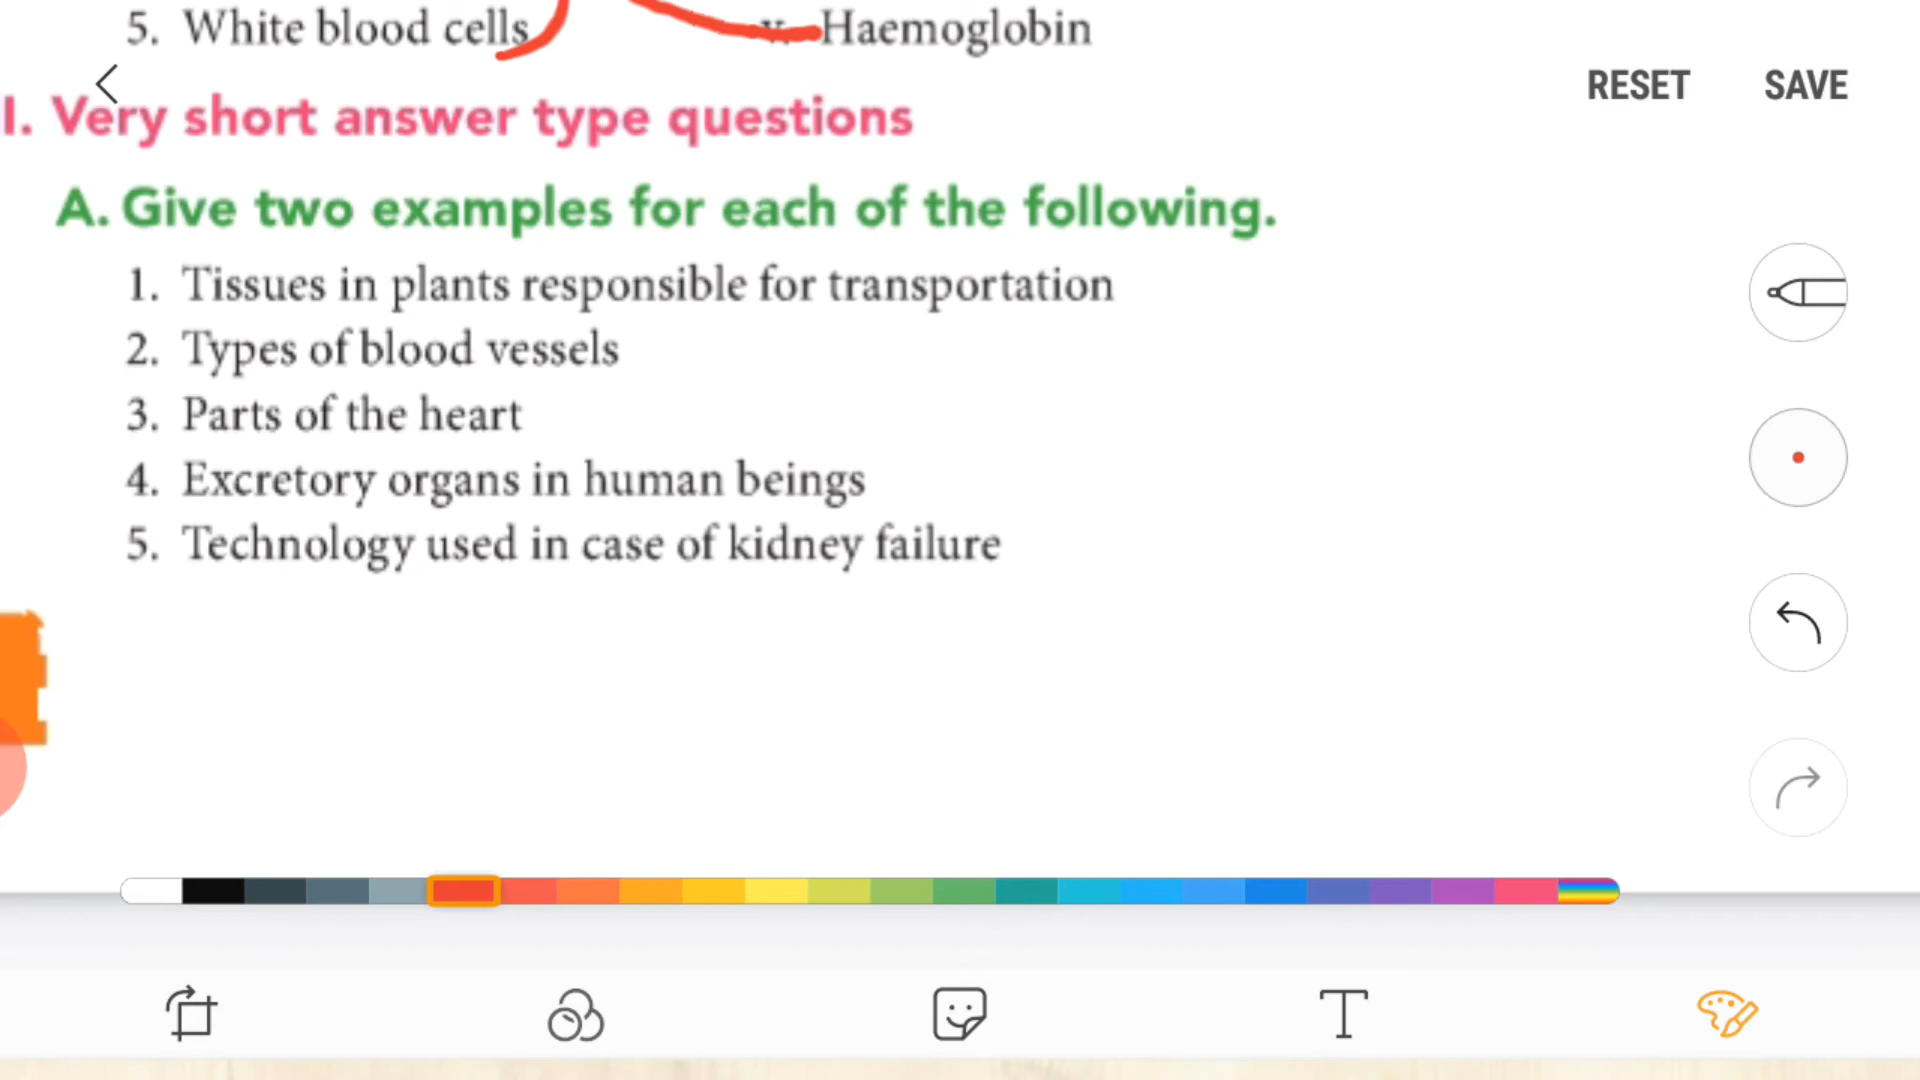 5. White blood cells v. Haemoglobin
RESET SAVE
I. Very short answer type questions
A. Give two examples for each of the following.
1. Tissues in plants responsible for transportation
2. Types of blood vessels
3. Parts of the heart
4. Excretory organs in human beings
5. Technology used in case of kidney failure